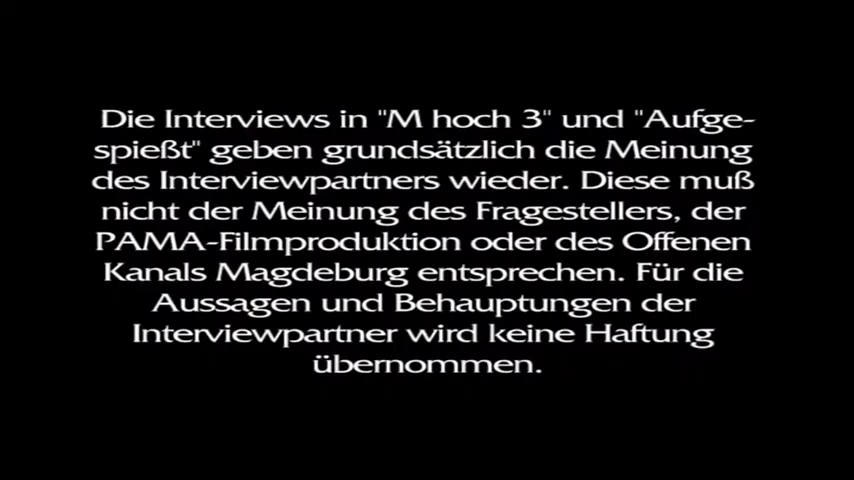 Die Interviews in "M hoch 3" und "Aufge-
spießt" geben grundsätzlich die Meinung
des Interviewpartners wieder. Diese muß
nicht der Meinung des Fragestellers, der
PAMA-Filmproduktion oder des Offenen
Kanals Magdeburg entsprechen. Für die
Aussagen und Behauptungen der
Interviewpartner wird keine Haftung
übernommen.